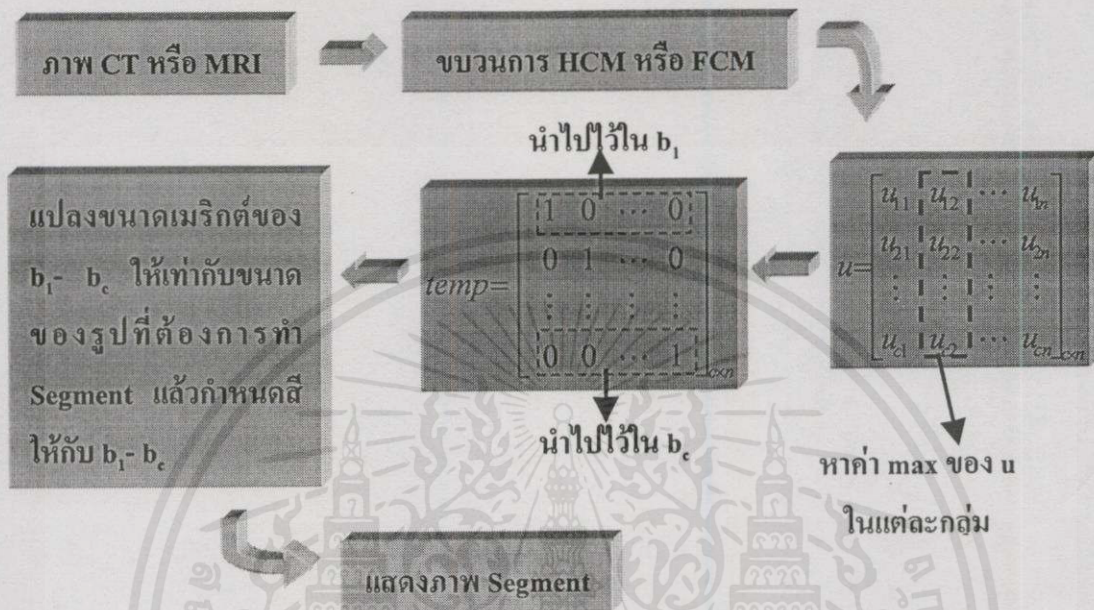 ภาพ CT หรือ MRI
ขบวนการ HCM หรือ FCM
u=
u11 u12 ⋯ u1n
u21 u22 ⋯ u2n
⋮ ⋮ ⋮ ⋮
uc1 uc2 ⋯ ucn
c×n
หาค่า max ของ u
ในแต่ละกลุ่ม
นำไปไว้ใน b1
temp=
1 0 ⋯ 0
0 1 ⋯ 0
⋮ ⋮ ⋮ ⋮
0 0 ⋯ 1
c×n
นำไปไว้ใน bc
แปลงขนาดเมริกต์ของ
b1- bc ให้เท่ากับขนาด
ของรูปที่ต้องการทำ
Segment แล้วกำหนดสี
ให้กับ b1- bc
แสดงภาพ Segment